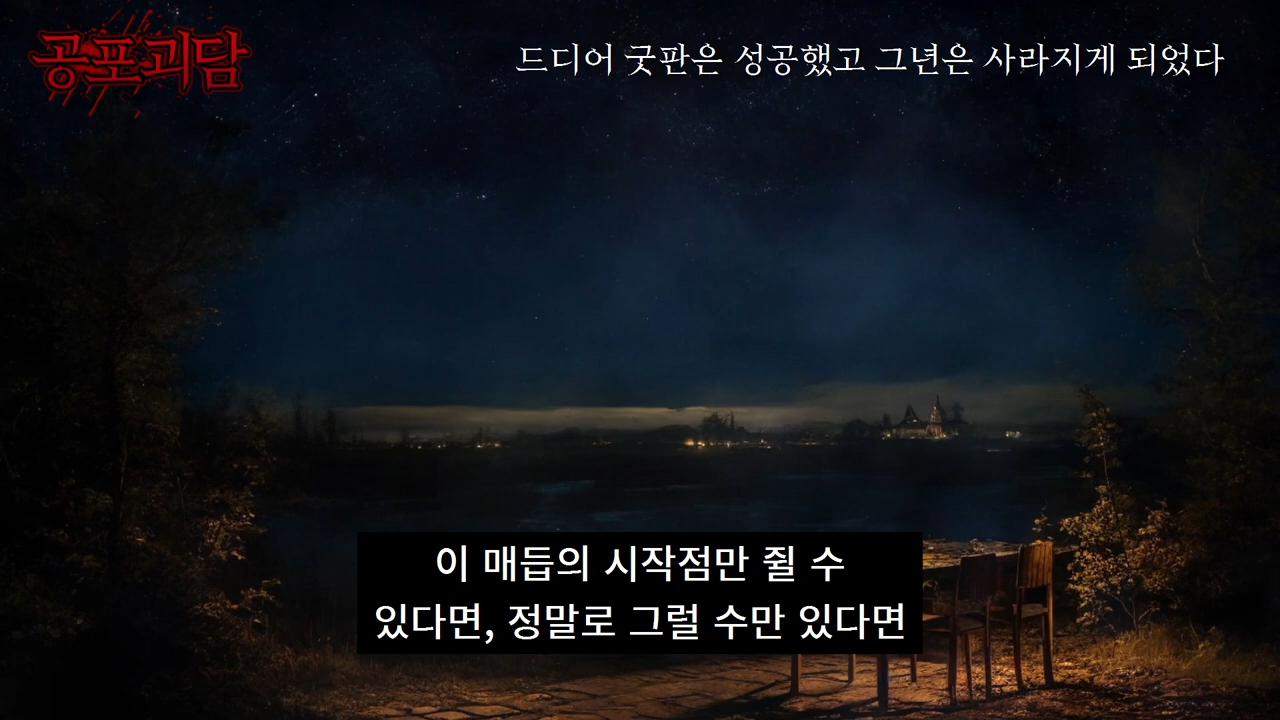 공포괴담
드디어 굿판은 성공했고 그년은 사라지게 되었다
이 매듭의 시작점만 쥘 수
있다면, 정말로 그럴 수만 있다면